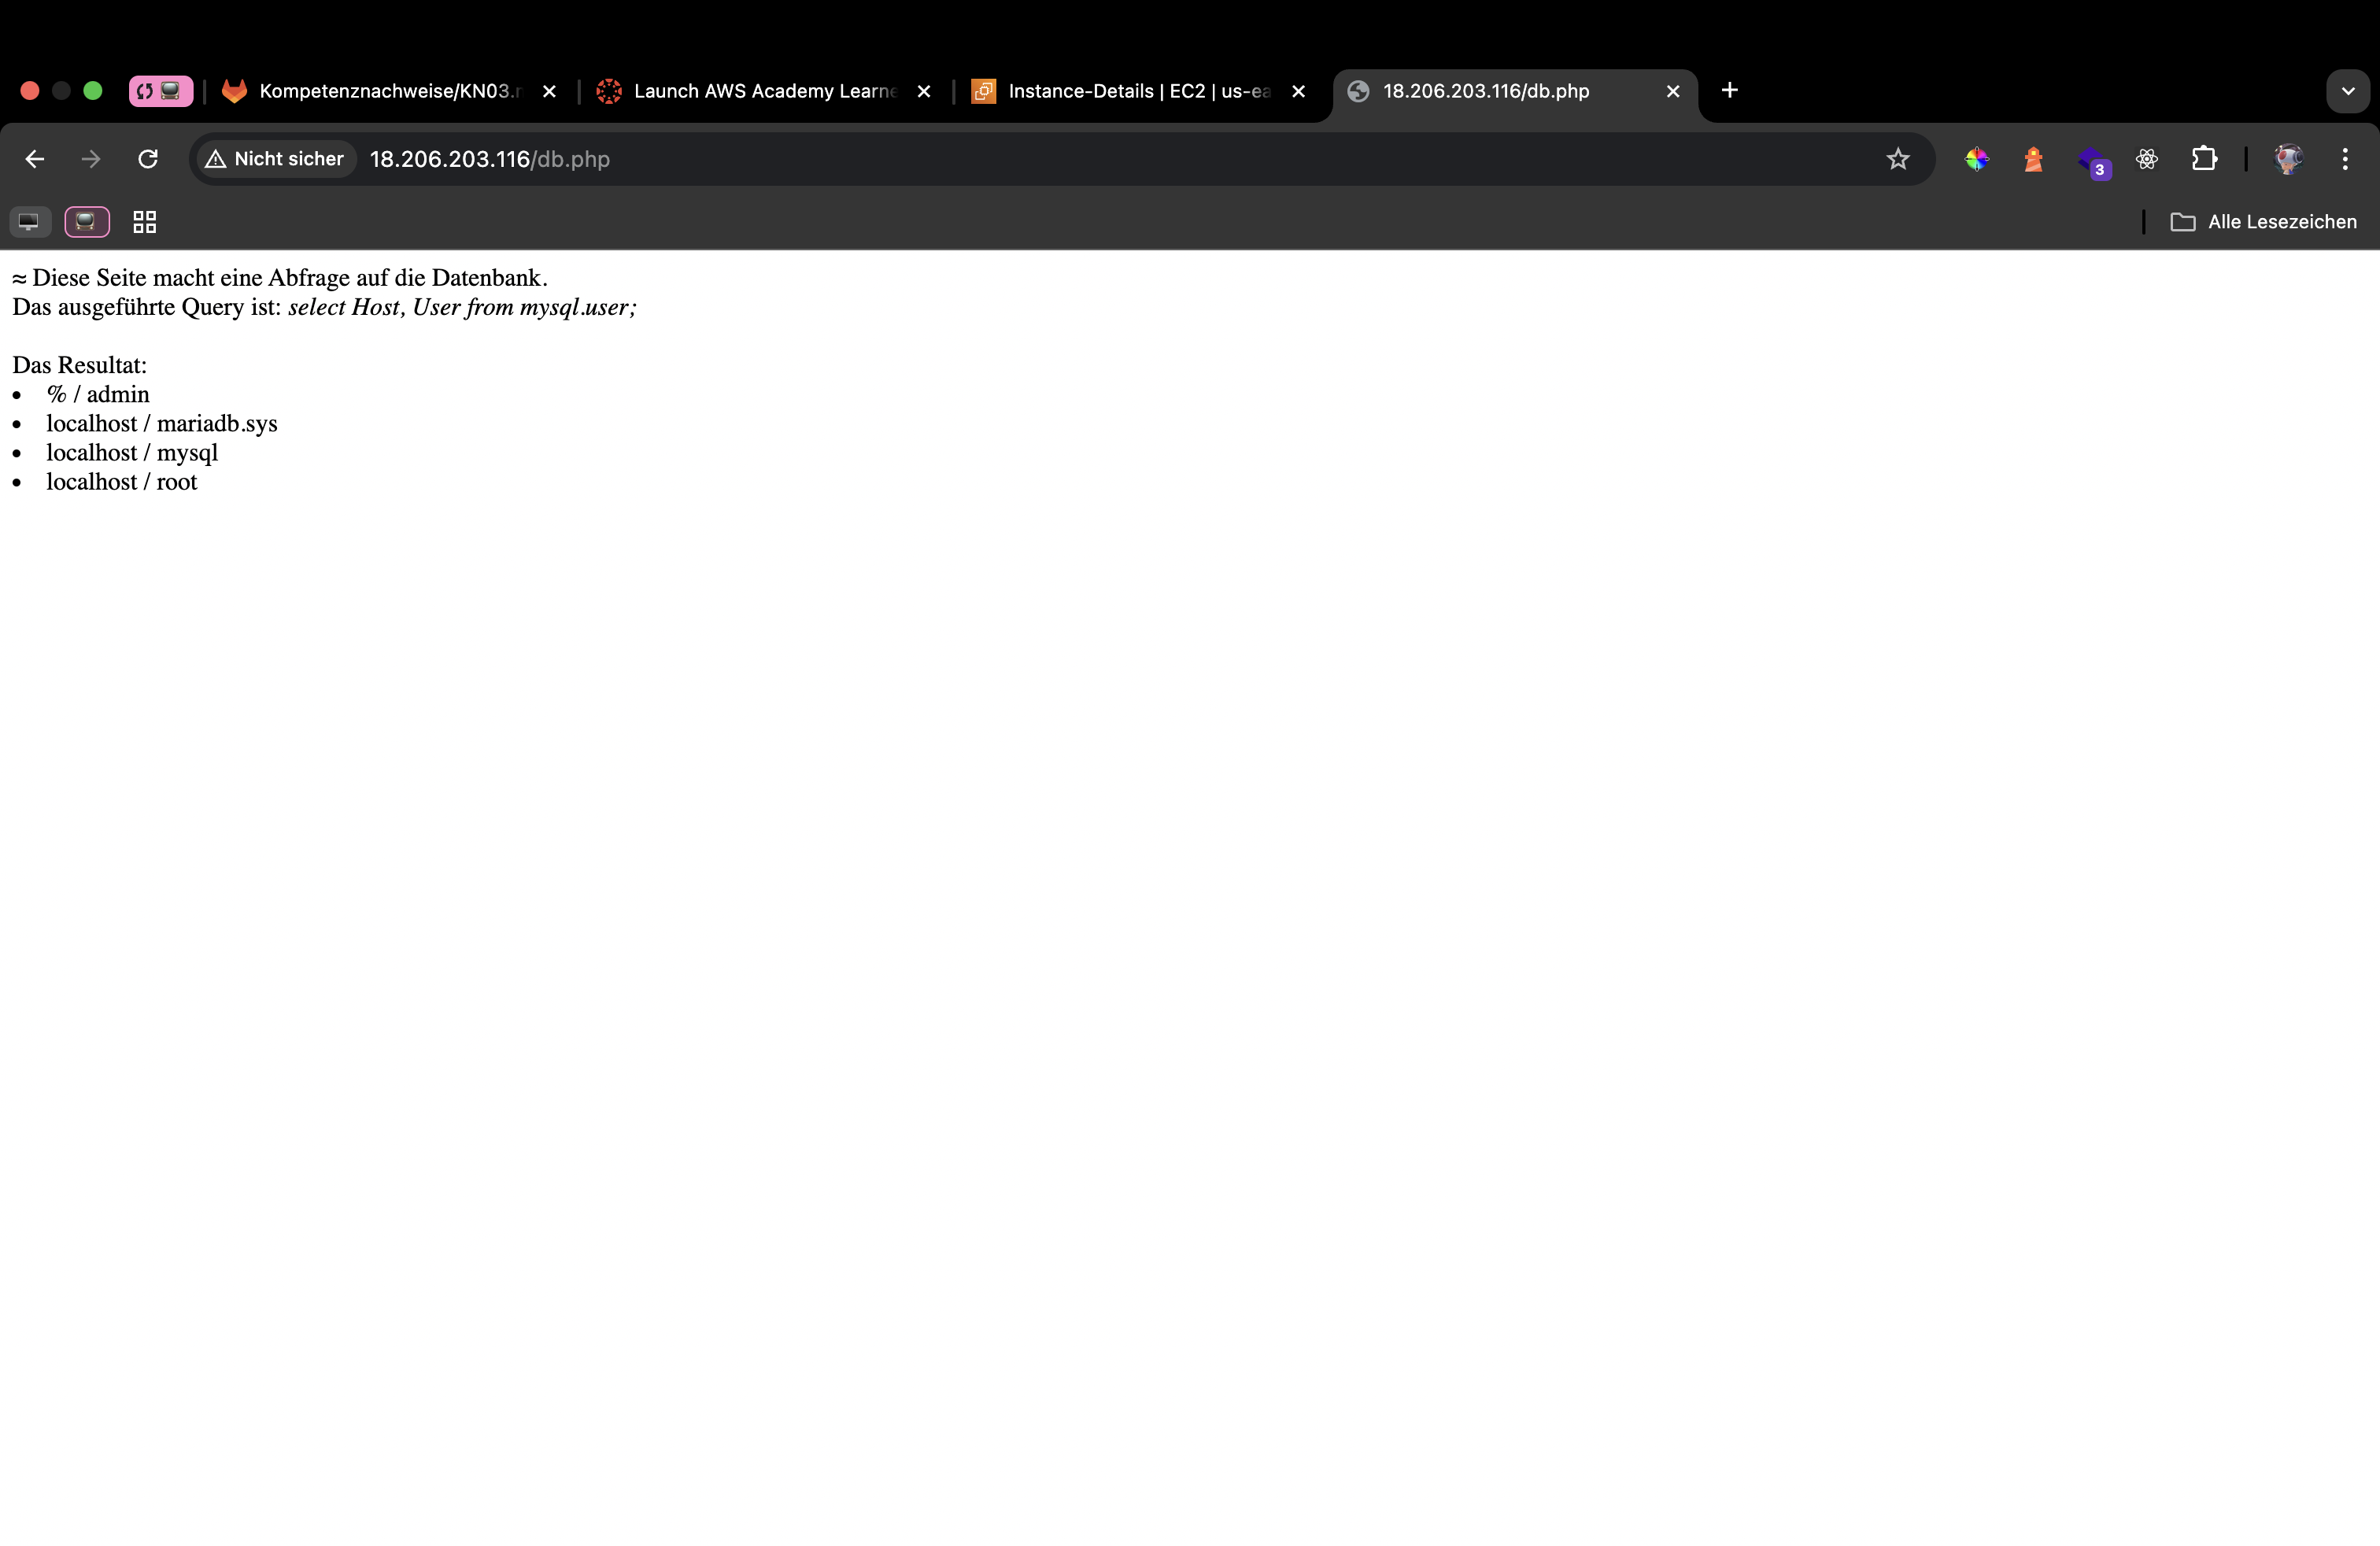 Kompetenznachweise/KN03.
Launch AWS Academy Learne
Instance-Details | EC2 | us-ea
18.206.203.116/db.php
Nicht sicher
18.206.203.116/db.php
3
Alle Lesezeichen
≈ Diese Seite macht eine Abfrage auf die Datenbank.
Das ausgeführte Query ist: select Host, User from mysql.user;
Das Resultat:
• % / admin
• localhost / mariadb.sys
• localhost / mysql
• localhost / root